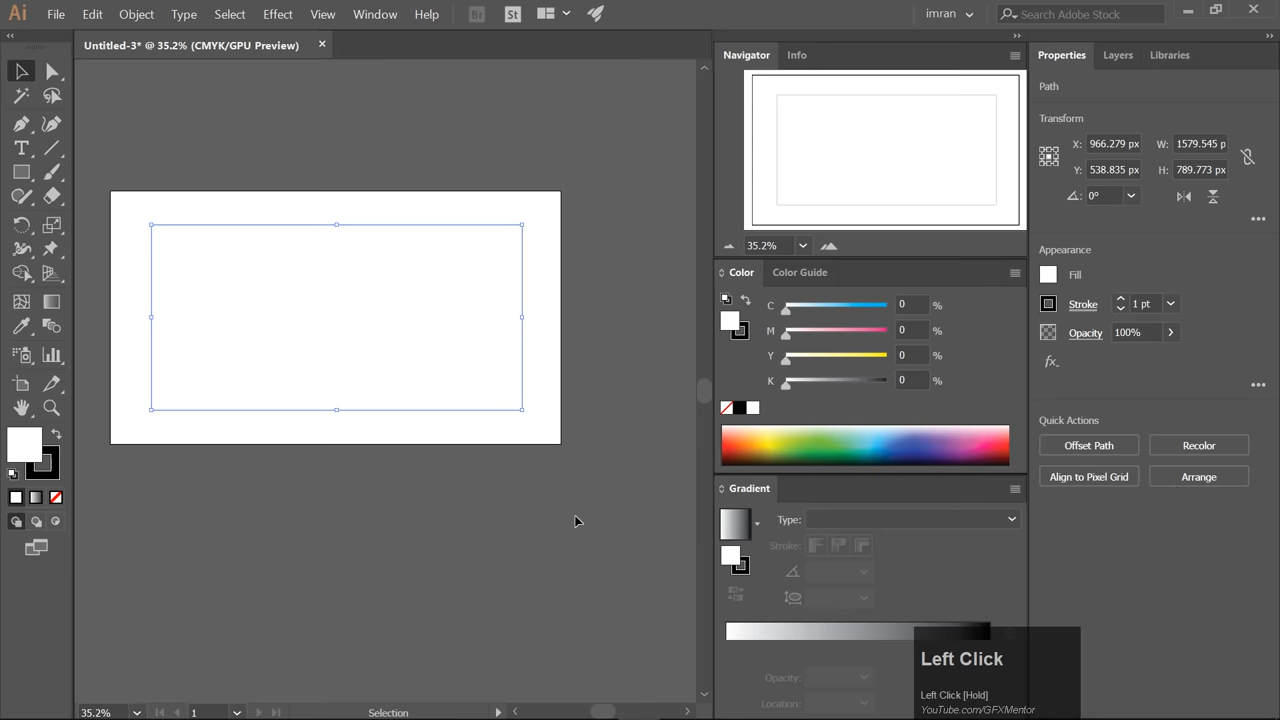 Ai File Edit Object Type Select Effect View Window Help Br St imran Search Adobe Stock
Untitled-3* @ 35.2% (CMYK/GPU Preview)
Navigator Info
35.2%
Color Color Guide
C 0 %
M 0 %
Y 0 %
K 0 %
Gradient
Type:
Stroke:
Opacity:
Location:
Properties Layers Libraries
Path
Transform
X: 966.279 px W: 1579.545 p
Y: 538.835 px H: 789.773 px
0°
Appearance
Fill
Stroke 1 pt
Opacity 100%
fx.
Quick Actions
Offset Path Recolor
Align to Pixel Grid Arrange
Left Click
Left Click [Hold]
YouTube.com/GFXMentor
35.2% 1 Selection